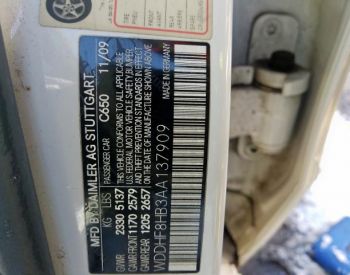 MFD BY DAIMLER AG STUTTGART
PASSENGER CAR C650 11/09
KG LBS
GVWR 2330 5137
GAWR FRONT 1170 2579
GAWR REAR 1205 2657
THIS VEHICLE CONFORMS TO ALL APPLICABLE
U.S. FEDERAL MOTOR VEHICLE SAFETY, BUMPER
AND THEFT PREVENTION STANDARDS IN EFFECT
ON THE DATE OF MANUFACTURE SHOWN ABOVE
WDDHF8HB3AA137909
MADE IN GERMANY